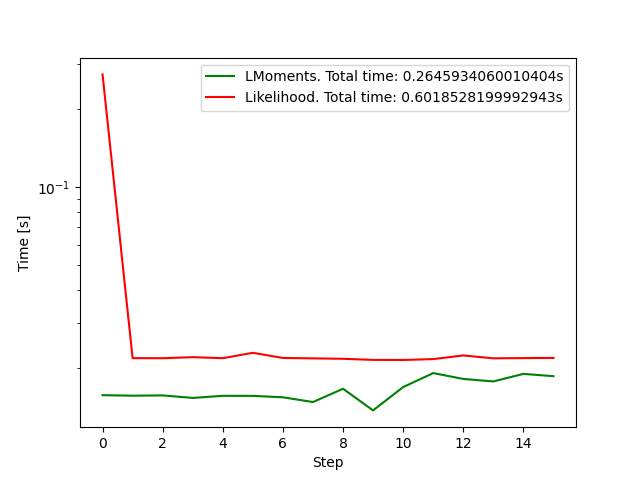 LMoments. Total time: 0.2645934060010404s
Likelihood. Total time: 0.6018528199992943s
10⁻¹
Time [s]
0 2 4 6 8 10 12 14
Step